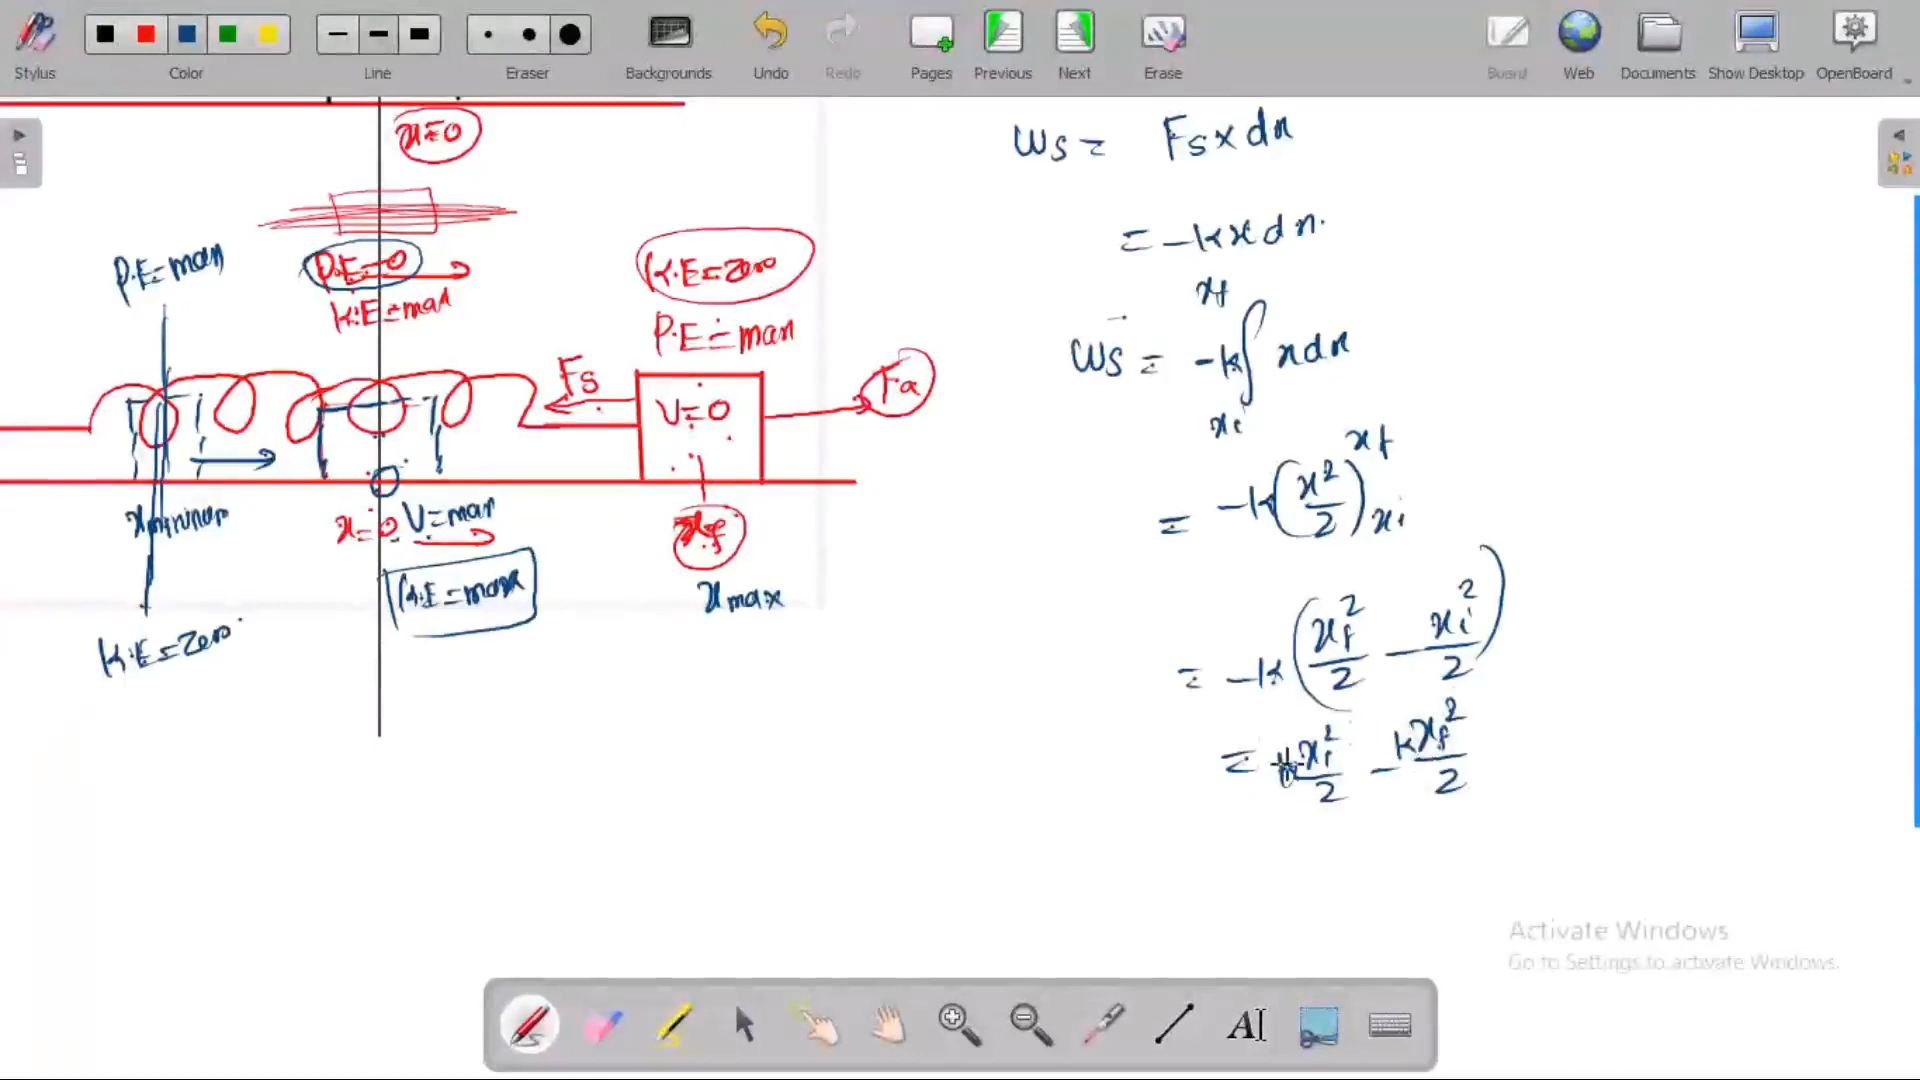 Stylus
Color
Line
Eraser
Backgrounds
Undo
Redo
Pages
Previous
Next
Erase
Board
Web
Documents
Show Desktop
OpenBoard
x=0
P.E=max
P.E=0
K.E=max
K.E=zero
P.E=max
Fs
V=0
Fa
x=0
V=max
xf
K.E=max
xmax
K.E=zero
Ws = Fs x dx
= -kx dx
xf
Ws = -k∫ x dx
xi
= -k(x²/2) xf xi
= -k(xf²/2 - xi²/2)
= kxi²/2 - kxf²/2
Activate Windows
Go to Settings to activate Windows.
AI